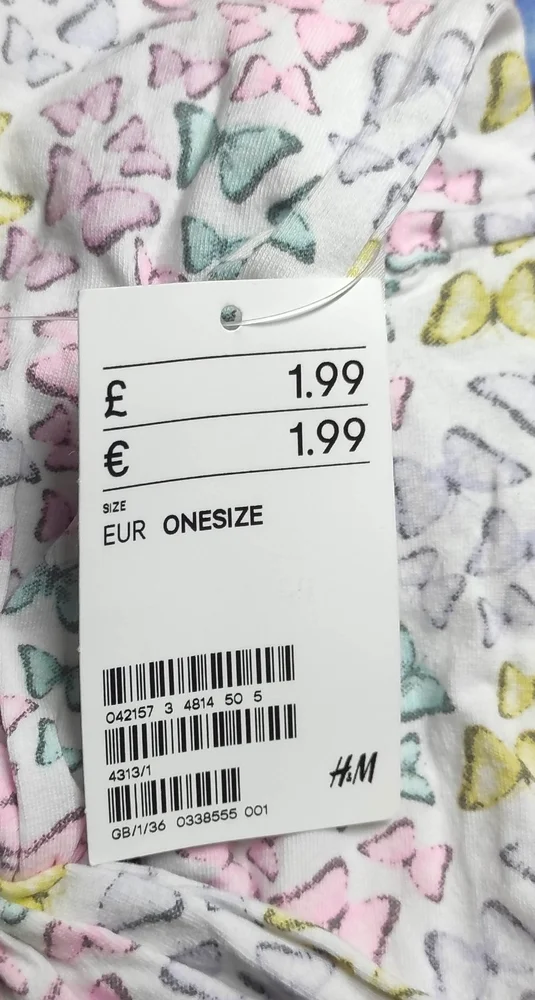 £ 1.99
€ 1.99
SIZE
EUR ONESIZE
042157 3 4814 50 5
4313/1
H&M
GB/1/36 0338555 001